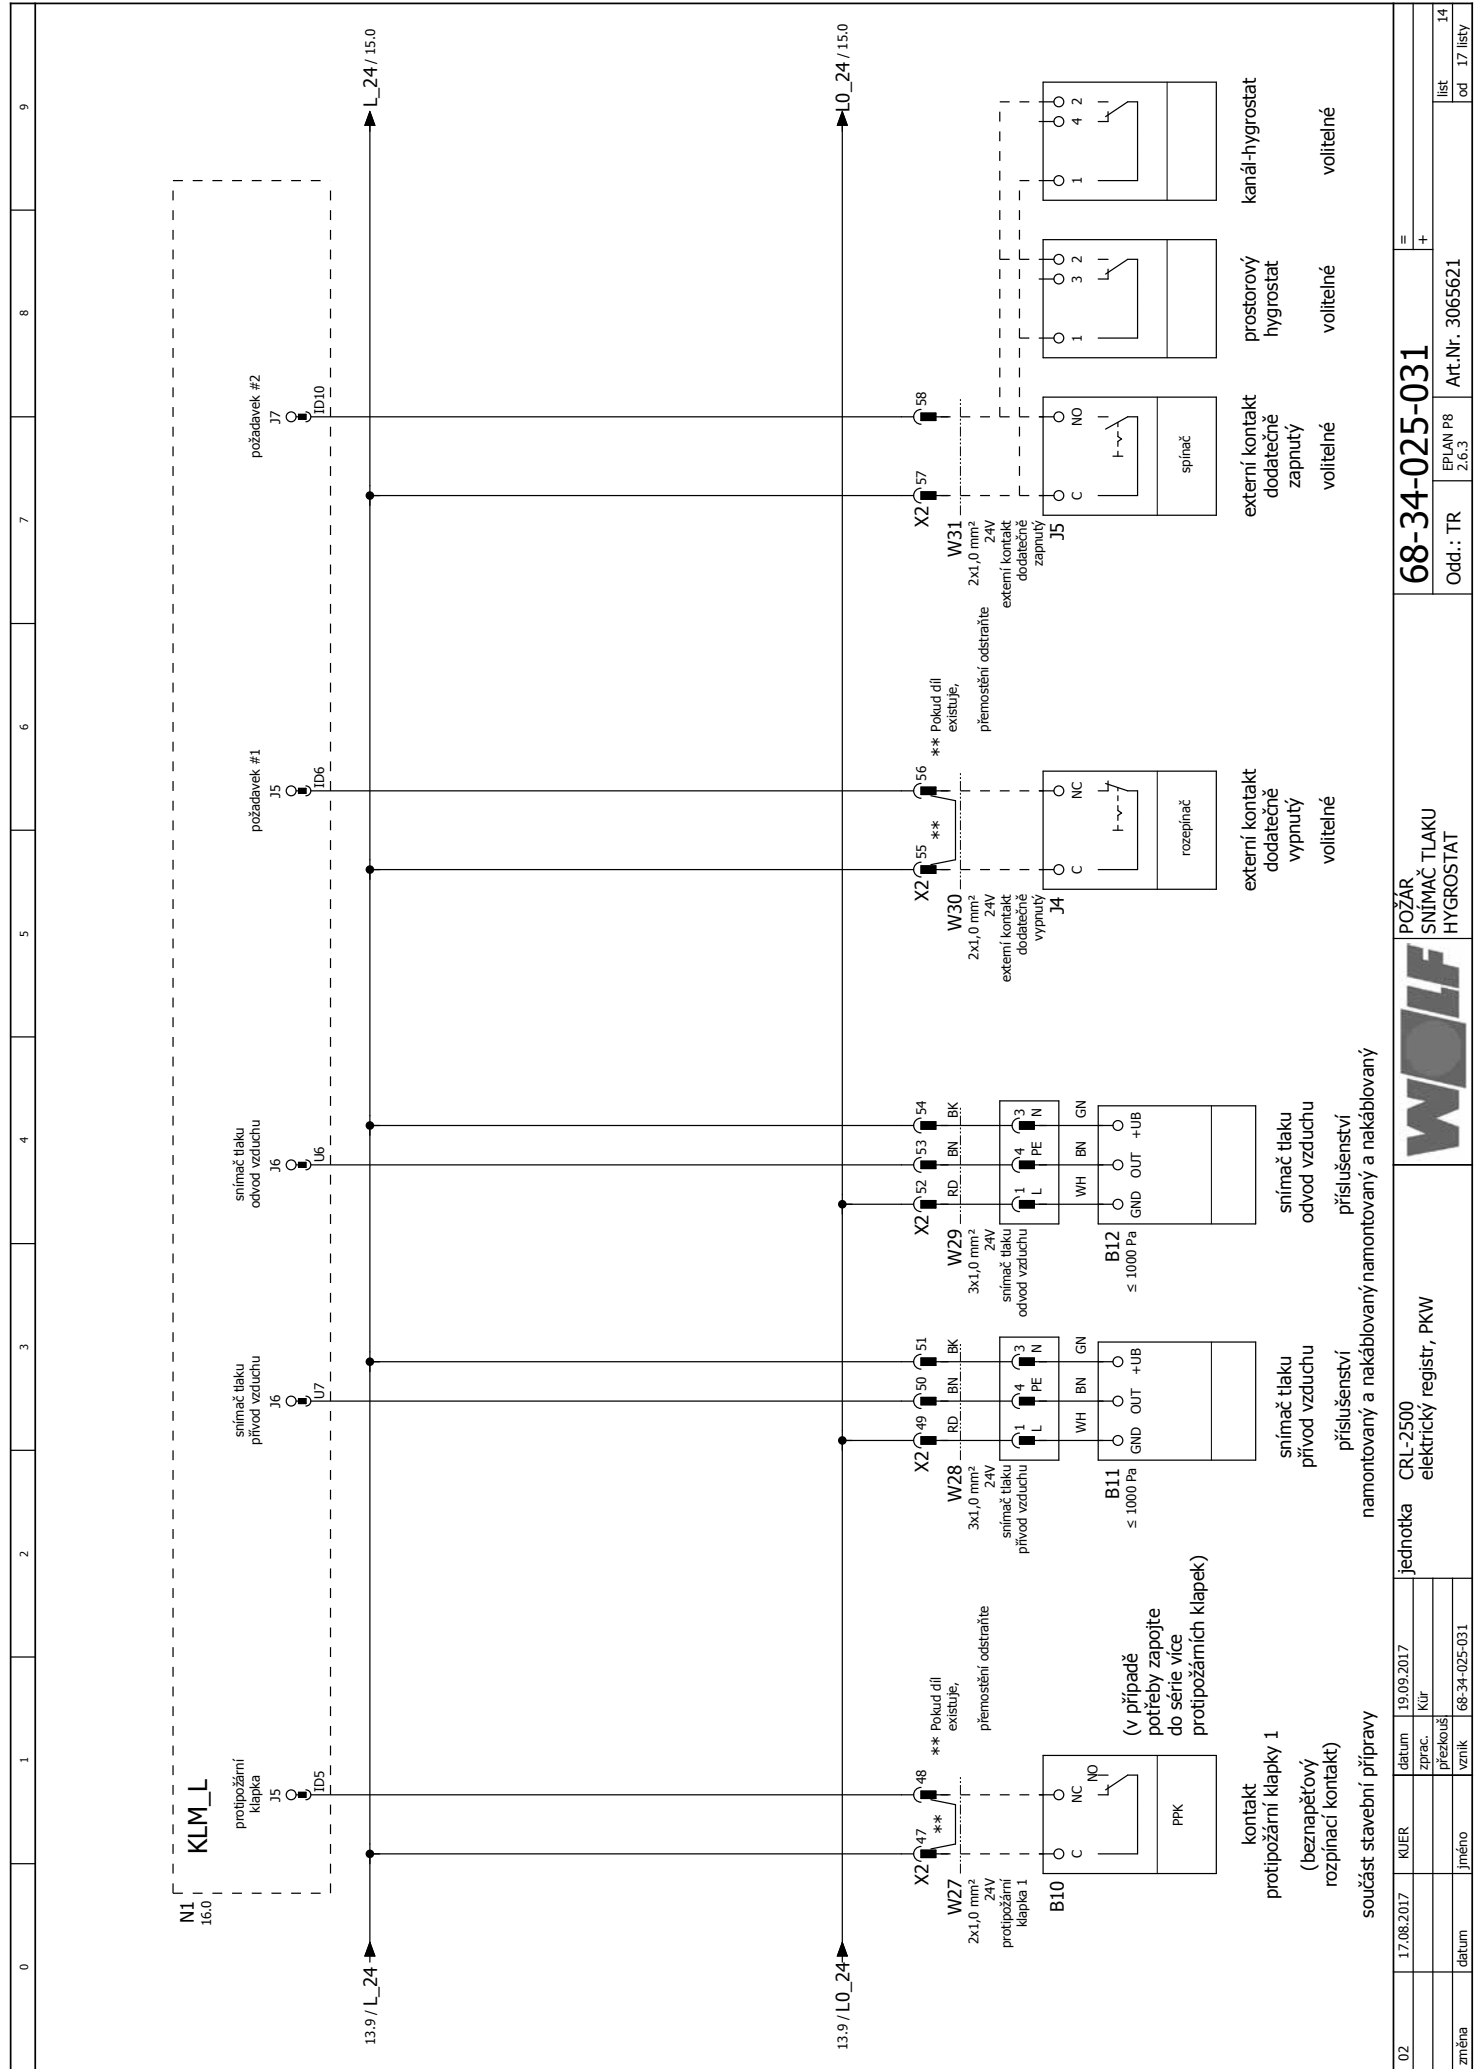 0 1 2 3 4 5 6 7 8 9
N1
16.0
KLM_L
protipožární
klapka
J5
ID5
snímač tlaku
přívod vzduchu
J6
U7
snímač tlaku
odvod vzduchu
J6
U6
požadavek #1
J5
ID6
požadavek #2
J7
ID10
13.9 / L_24
L_24 / 15.0
13.9 / L0_24
L0_24 / 15.0
X2 47 48
**
** Pokud díl
existuje,
přemostění odstraňte
W27
2x1,0 mm²
24V
protipožární
klapka 1
B10
C NC NO
PPK
(v případě
potřeby zapojte
do série více
protipožárních klapek)
kontakt
protipožární klapky 1
(beznapěťový
rozpínací kontakt)
součást stavební přípravy
X2 49 50 51
RD BN BK
W28
3x1,0 mm²
24V
snímač tlaku
přívod vzduchu
1 4 3
L PE N
WH BN GN
B11
≤ 1000 Pa
GND OUT +UB
snímač tlaku
přívod vzduchu
příslušenství
namontovaný a nakáblovaný
X2 52 53 54
RD BN BK
W29
3x1,0 mm²
24V
snímač tlaku
odvod vzduchu
1 4 3
L PE N
WH BN GN
B12
≤ 1000 Pa
GND OUT +UB
snímač tlaku
odvod vzduchu
příslušenství
namontovaný a nakáblovaný
X2 55 56
**
** Pokud díl
existuje,
přemostění odstraňte
W30
2x1,0 mm²
24V
externí kontakt
dodatečně
vypnutý
J4
C NC
rozepínač
externí kontakt
dodatečně
vypnutý
volitelné
X2 57 58
W31
2x1,0 mm²
24V
externí kontakt
dodatečně
zapnutý
J5
C NO
spínač
externí kontakt
dodatečně
zapnutý
volitelné
1 3 2
prostorový
hygrostat
volitelné
1 4 2
kanál-hygrostat
volitelné
02 17.08.2017 KUER
změna datum jméno
datum 19.09.2017
zprac. Kür
přezkouš.
vznik 68-34-025-031
jednotka CRL-2500
elektrický registr, PKW
WOLF
POŽÁR
SNÍMAČ TLAKU
HYGROSTAT
68-34-025-031
=
+
Odd.: TR
EPLAN P8
2.6.3
Art.Nr. 3065621
list 14
od 17 listy